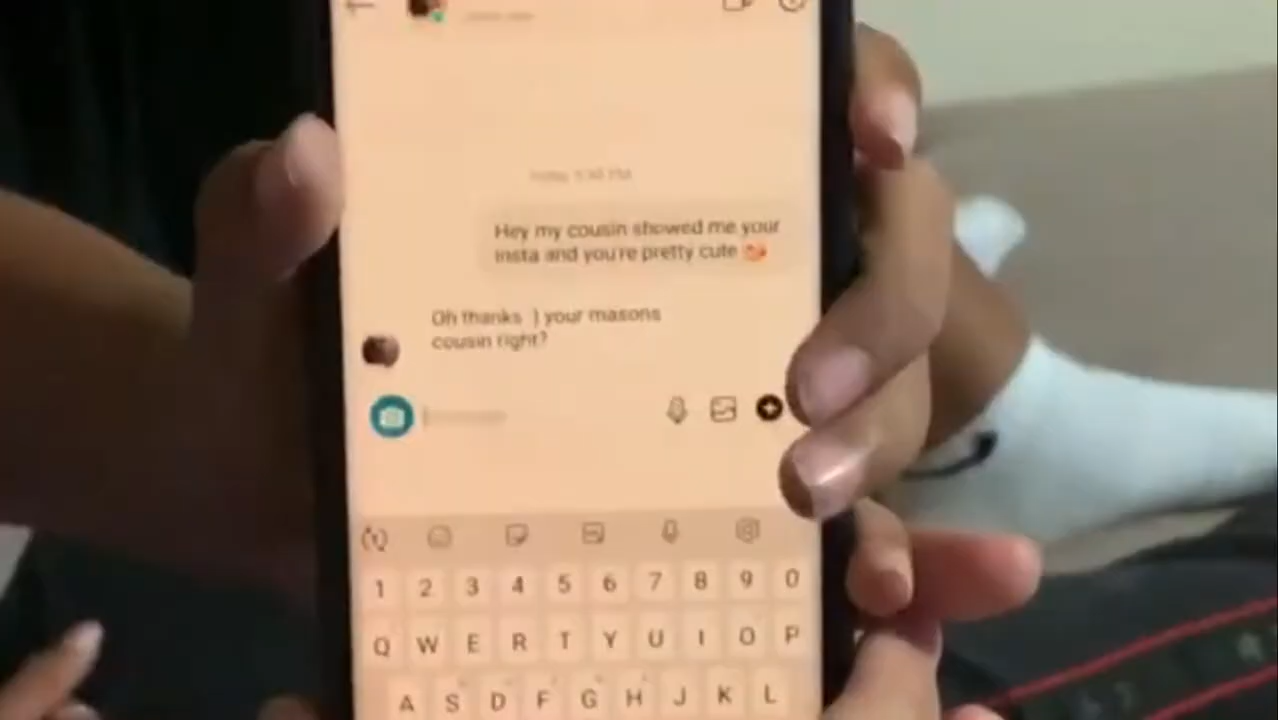 Hey my cousin showed me your
insta and you're pretty cute 😘
Oh thanks :) your masons
cousin right?
1 2 3 4 5 6 7 8 9 0
Q W E R T Y U I O P
A S D F G H J K L